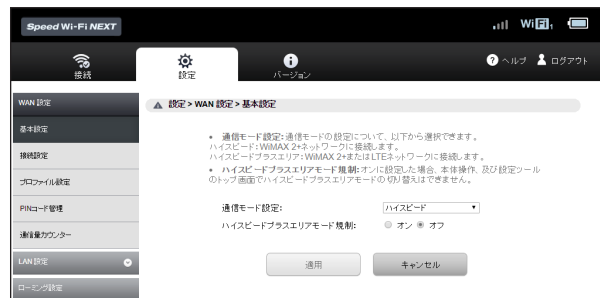 Speed Wi-Fi NEXT
WiFi1
接続
設定
バージョン
ヘルプ
ログアウト
WAN 設定
設定 > WAN 設定 > 基本設定
基本設定
接続設定
プロファイル設定
PINコード管理
通信量カウンター
LAN 設定
ローミング設定
• 通信モード設定: 通信モードの設定について、以下から選択できます。
ハイスピード: WiMAX 2+ネットワークに接続します。
ハイスピードプラスエリア: WiMAX 2+またはLTEネットワークに接続します。
• ハイスピードプラスエリアモード規制: オンに設定した場合、本体操作、及び設定ツール
のトップ画面でハイスピードプラスエリアモードの切り替えはできません。
通信モード設定:
ハイスピード
ハイスピードプラスエリアモード規制:
オン オフ
適用
キャンセル